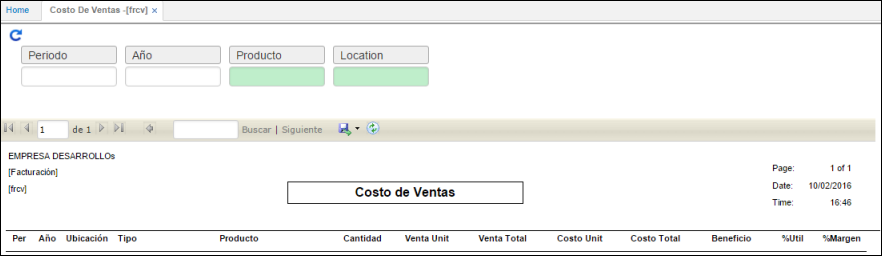 Home Costo De Ventas -[frcv] ×
Periodo Año Producto Location
1 de 1 Buscar | Siguiente
EMPRESA DESARROLLOs
Page: 1 of 1
[Facturación]
Date: 10/02/2016
[frcv]
Costo de Ventas
Time: 16:46
Per Año Ubicación Tipo Producto Cantidad Venta Unit Venta Total Costo Unit Costo Total Beneficio %Util %Margen